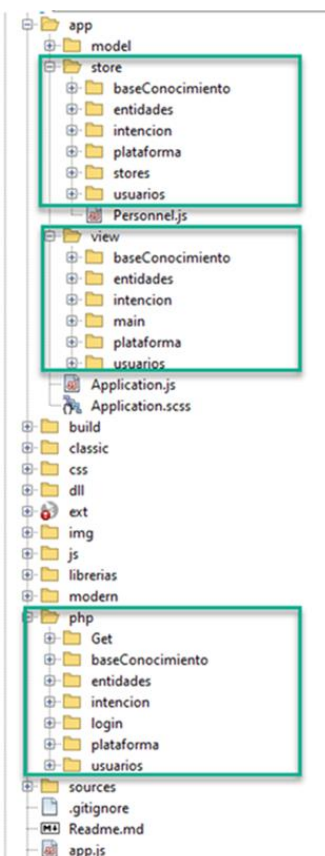 app
model
store
baseConocimiento
entidades
intencion
plataforma
stores
usuarios
Personnel.js
view
baseConocimiento
entidades
intencion
main
plataforma
usuarios
Application.js
Application.scss
build
classic
css
dll
ext
img
js
librerias
modern
php
Get
baseConocimiento
entidades
intencion
login
plataforma
usuarios
sources
.gitignore
Readme.md
app.js